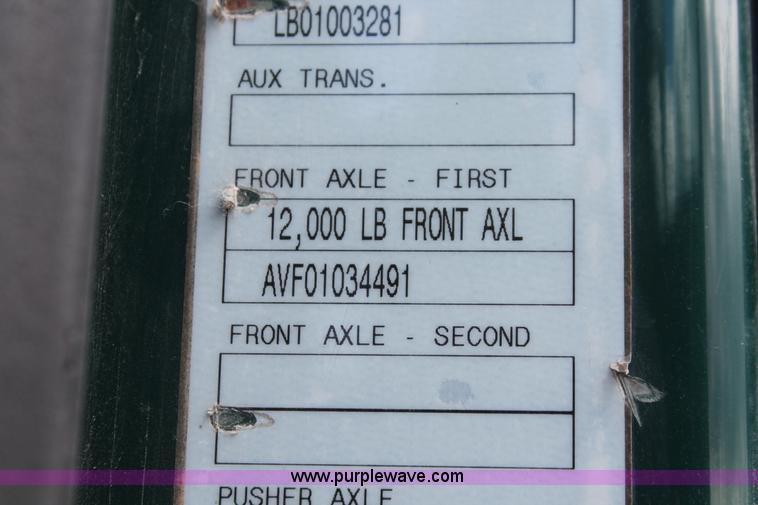 LB01003281
AUX TRANS.
FRONT AXLE - FIRST
12,000 LB FRONT AXL
AVF01034491
FRONT AXLE - SECOND
www.purplewave.com
PUSHER AXLE